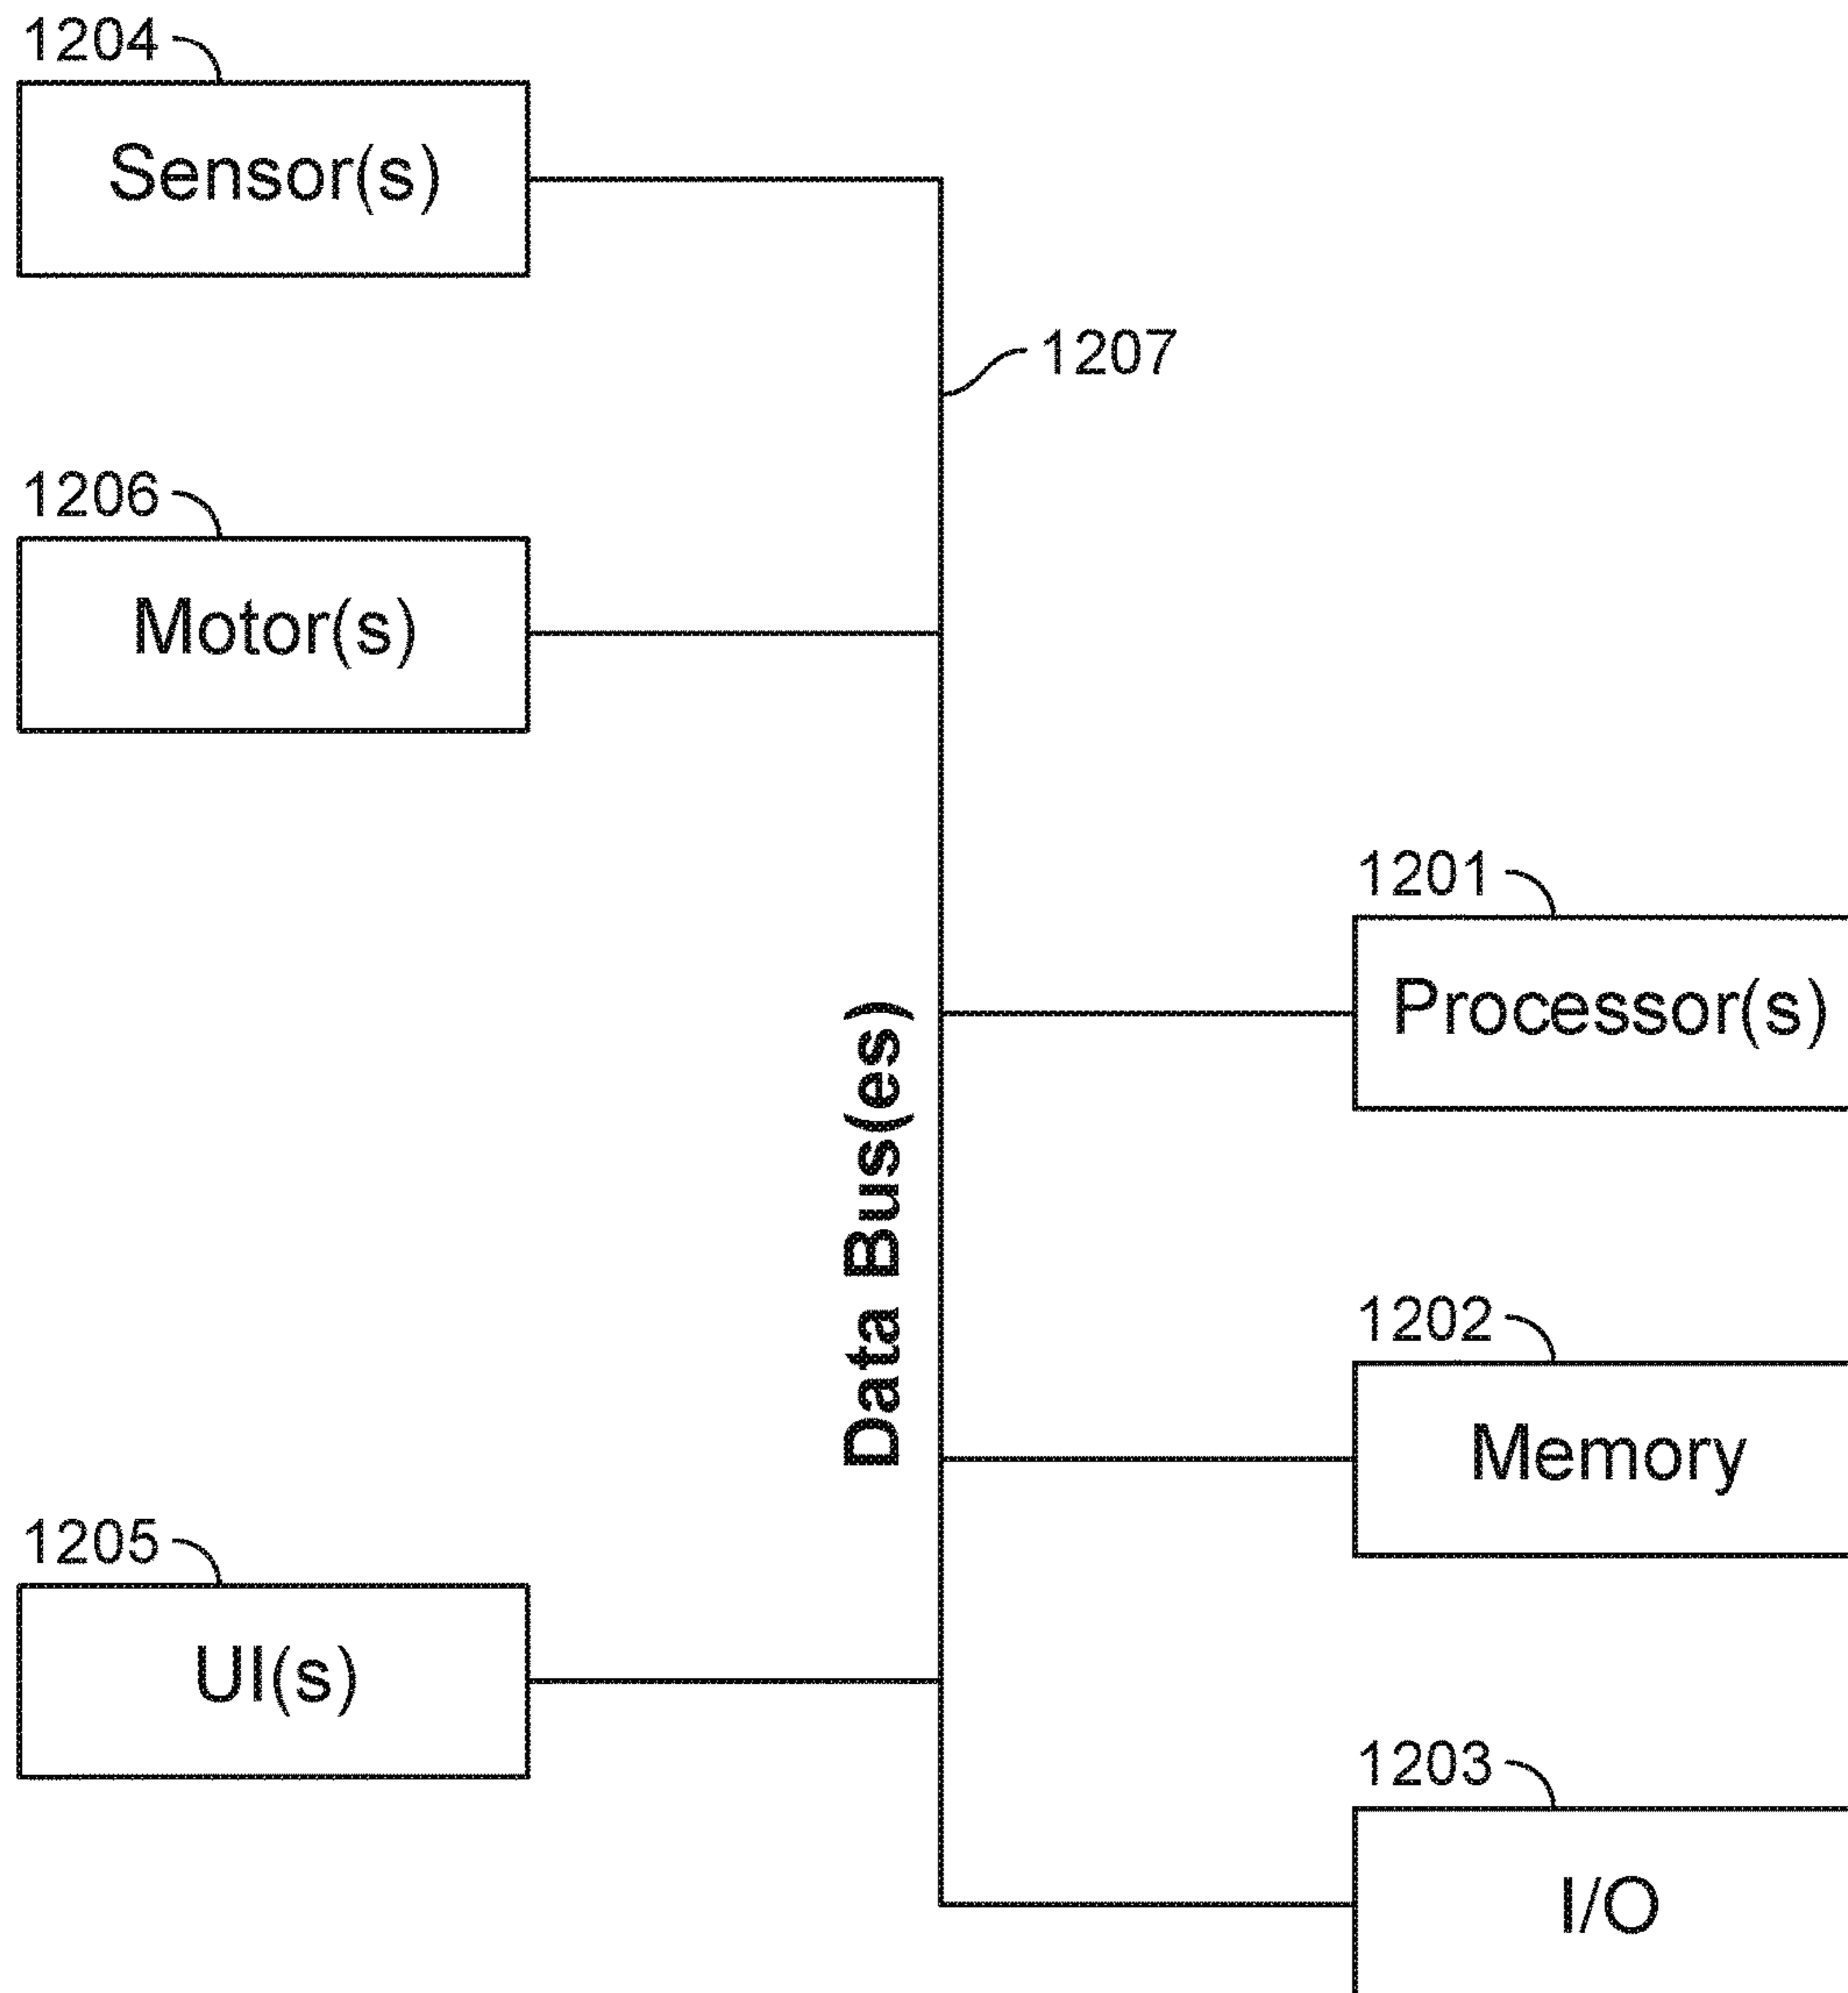 1204
Sensor(s)
1207
1206
Motor(s)
1201
Processor(s)
Data Bus(es)
1202
Memory
1205
UI(s)
1203
I/O